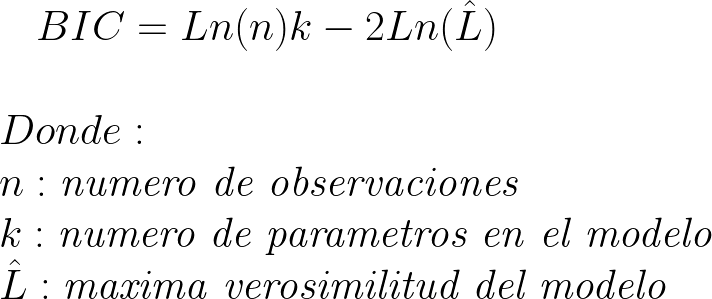 BIC = Ln(n)k − 2Ln(L̂)
Donde :
n : numero de observaciones
k : numero de parametros en el modelo
L̂ : maxima verosimilitud del modelo